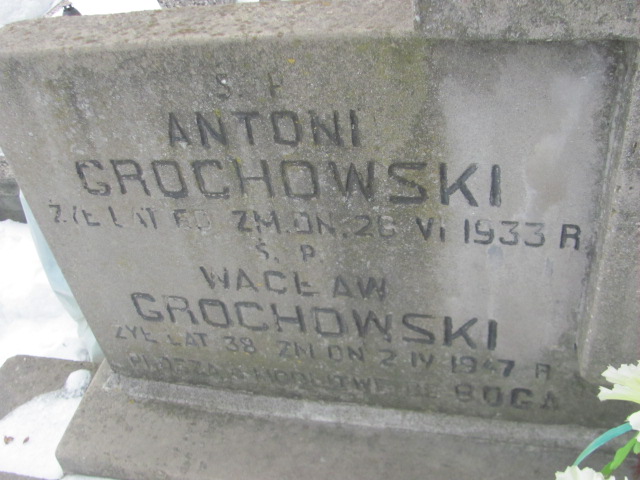 Ś. P.
ANTONI
GROCHOWSKI
ŻYŁ LAT 60 ZM. DN. 26 VI 1933 R.
Ś. P.
WACŁAW
GROCHOWSKI
ŻYŁ LAT 38 ZM DN 2 IV 1947 R
BOGA